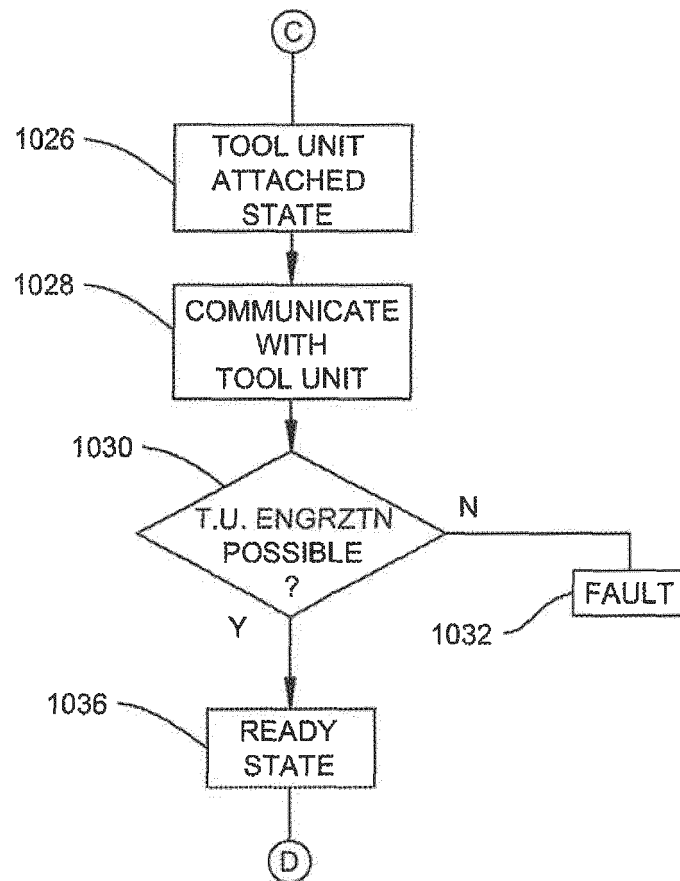 C
1026
TOOL UNIT
ATTACHED
STATE
1028
COMMUNICATE
WITH
TOOL UNIT
1030
T.U. ENGRZTN
POSSIBLE
?
N
FAULT
1032
Y
1036
READY
STATE
D